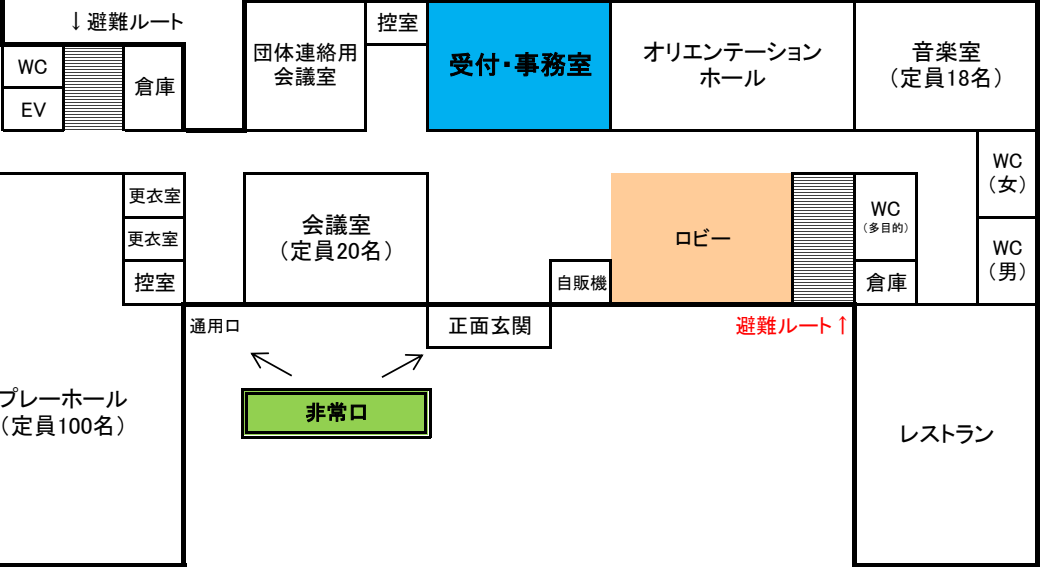 ↓避難ルート
控室
団体連絡用
会議室
受付・事務室
オリエンテーション
ホール
音楽室
(定員18名)
WC
倉庫
EV
WC
(女)
更衣室
会議室
(定員20名)
ロビー
WC
(多目的)
更衣室
WC
(男)
控室
自販機
倉庫
通用口
正面玄関
避難ルート↑
プレーホール
(定員100名)
非常口
レストラン